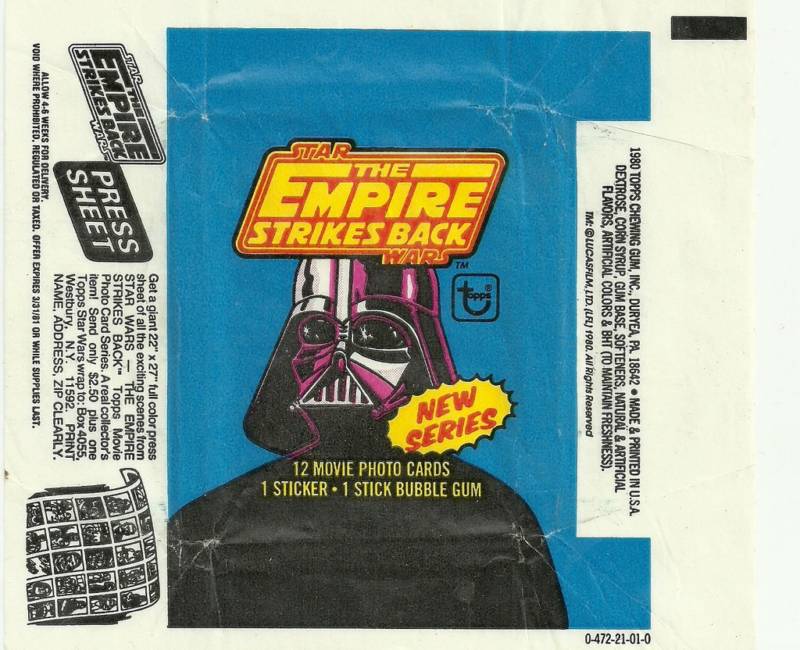 STAR
THE
EMPIRE
STRIKES BACK
WARS
TM
topps
®
NEW
SERIES
12 MOVIE PHOTO CARDS
1 STICKER • 1 STICK BUBBLE GUM
STAR
THE
EMPIRE
STRIKES BACK
WARS
PRESS
SHEET
Get a giant 22" x 27" full color press
sheet of all the exciting scenes from
STAR WARS — THE EMPIRE
STRIKES BACK™ Topps Movie
Photo Card Series. A real collector's
item! Send only $2.50 plus one
Topps Star Wars wrap to: Box 4055,
Westbury, N.Y. 11592. PRINT
NAME, ADDRESS, ZIP CLEARLY.
ALLOW 4-6 WEEKS FOR DELIVERY.
VOID WHERE PROHIBITED, REGULATED OR TAXED. OFFER EXPIRES 3/31/81 OR WHILE SUPPLIES LAST.
1980 TOPPS CHEWING GUM, INC., DURYEA, PA. 18642 • MADE & PRINTED IN U.S.A.
DEXTROSE, CORN SYRUP, GUM BASE, SOFTENERS, NATURAL & ARTIFICIAL
FLAVORS, ARTIFICIAL COLORS & BHT (TO MAINTAIN FRESHNESS).
TM: © LUCASFILM, LTD. (LFL) 1980. All Rights Reserved
0-472-21-01-0